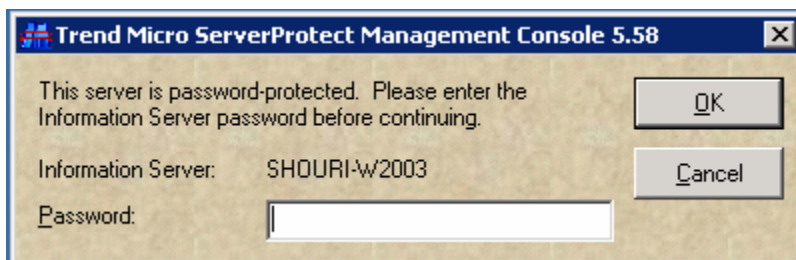 Trend Micro ServerProtect Management Console 5.58
This server is password-protected. Please enter the
Information Server password before continuing.
OK
Information Server: SHOURI-W2003
Cancel
Password: